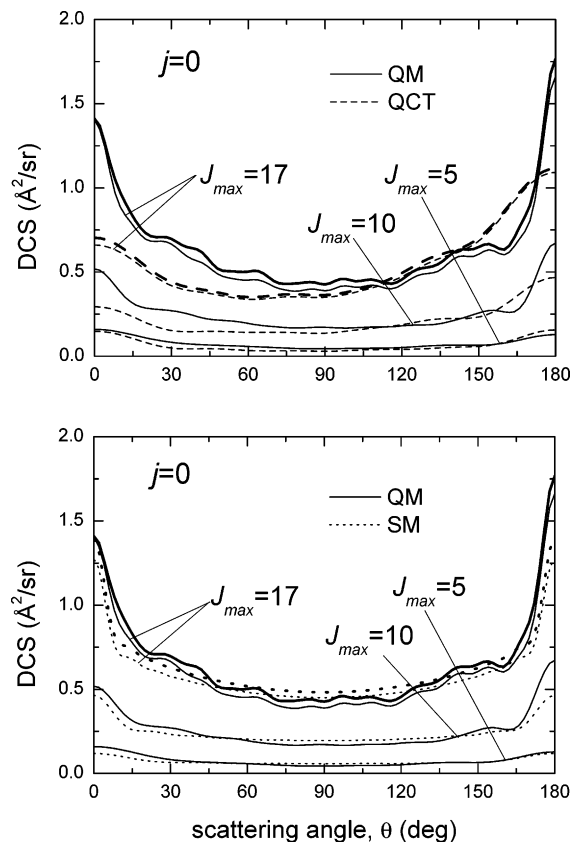 2.0
j=0
QM
QCT
1.5
J_max=17
J_max=5
1.0
J_max=10
DCS (Å²/sr)
0.5
0.0
0 30 60 90 120 150 180
2.0
j=0
QM
SM
1.5
J_max=17
J_max=5
1.0
J_max=10
DCS (Å²/sr)
0.5
0.0
0 30 60 90 120 150 180
scattering angle, θ (deg)